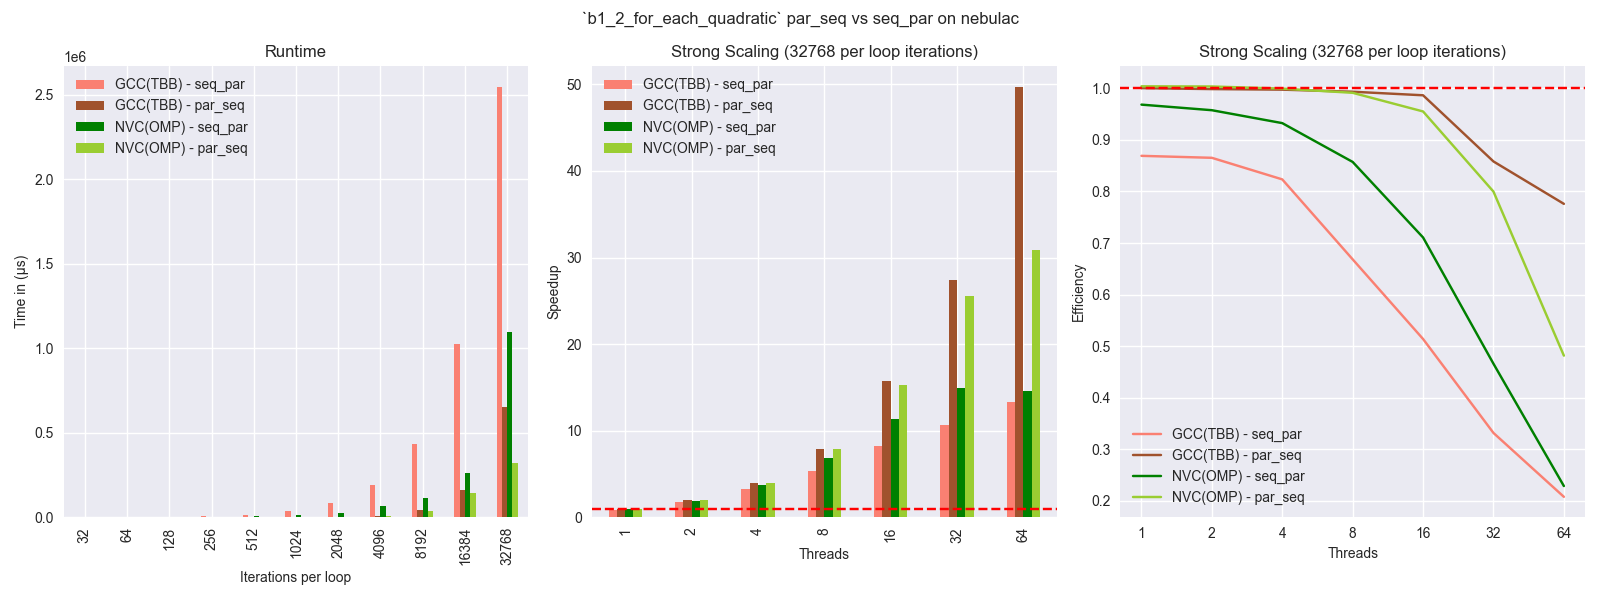 `b1_2_for_each_quadratic` par_seq vs seq_par on nebulac
Runtime
1e6
GCC(TBB) - seq_par
GCC(TBB) - par_seq
NVC(OMP) - seq_par
NVC(OMP) - par_seq
2.5
2.0
1.5
1.0
0.5
0.0
Time in (µs)
32
64
128
256
512
1024
2048
4096
8192
16384
32768
Iterations per loop
Strong Scaling (32768 per loop iterations)
GCC(TBB) - seq_par
GCC(TBB) - par_seq
NVC(OMP) - seq_par
NVC(OMP) - par_seq
50
40
30
20
10
0
Speedup
1
2
4
8
16
32
64
Threads
Strong Scaling (32768 per loop iterations)
1.0
0.9
0.8
0.7
0.6
0.5
0.4
0.3
0.2
Efficiency
GCC(TBB) - seq_par
GCC(TBB) - par_seq
NVC(OMP) - seq_par
NVC(OMP) - par_seq
1
2
4
8
16
32
64
Threads